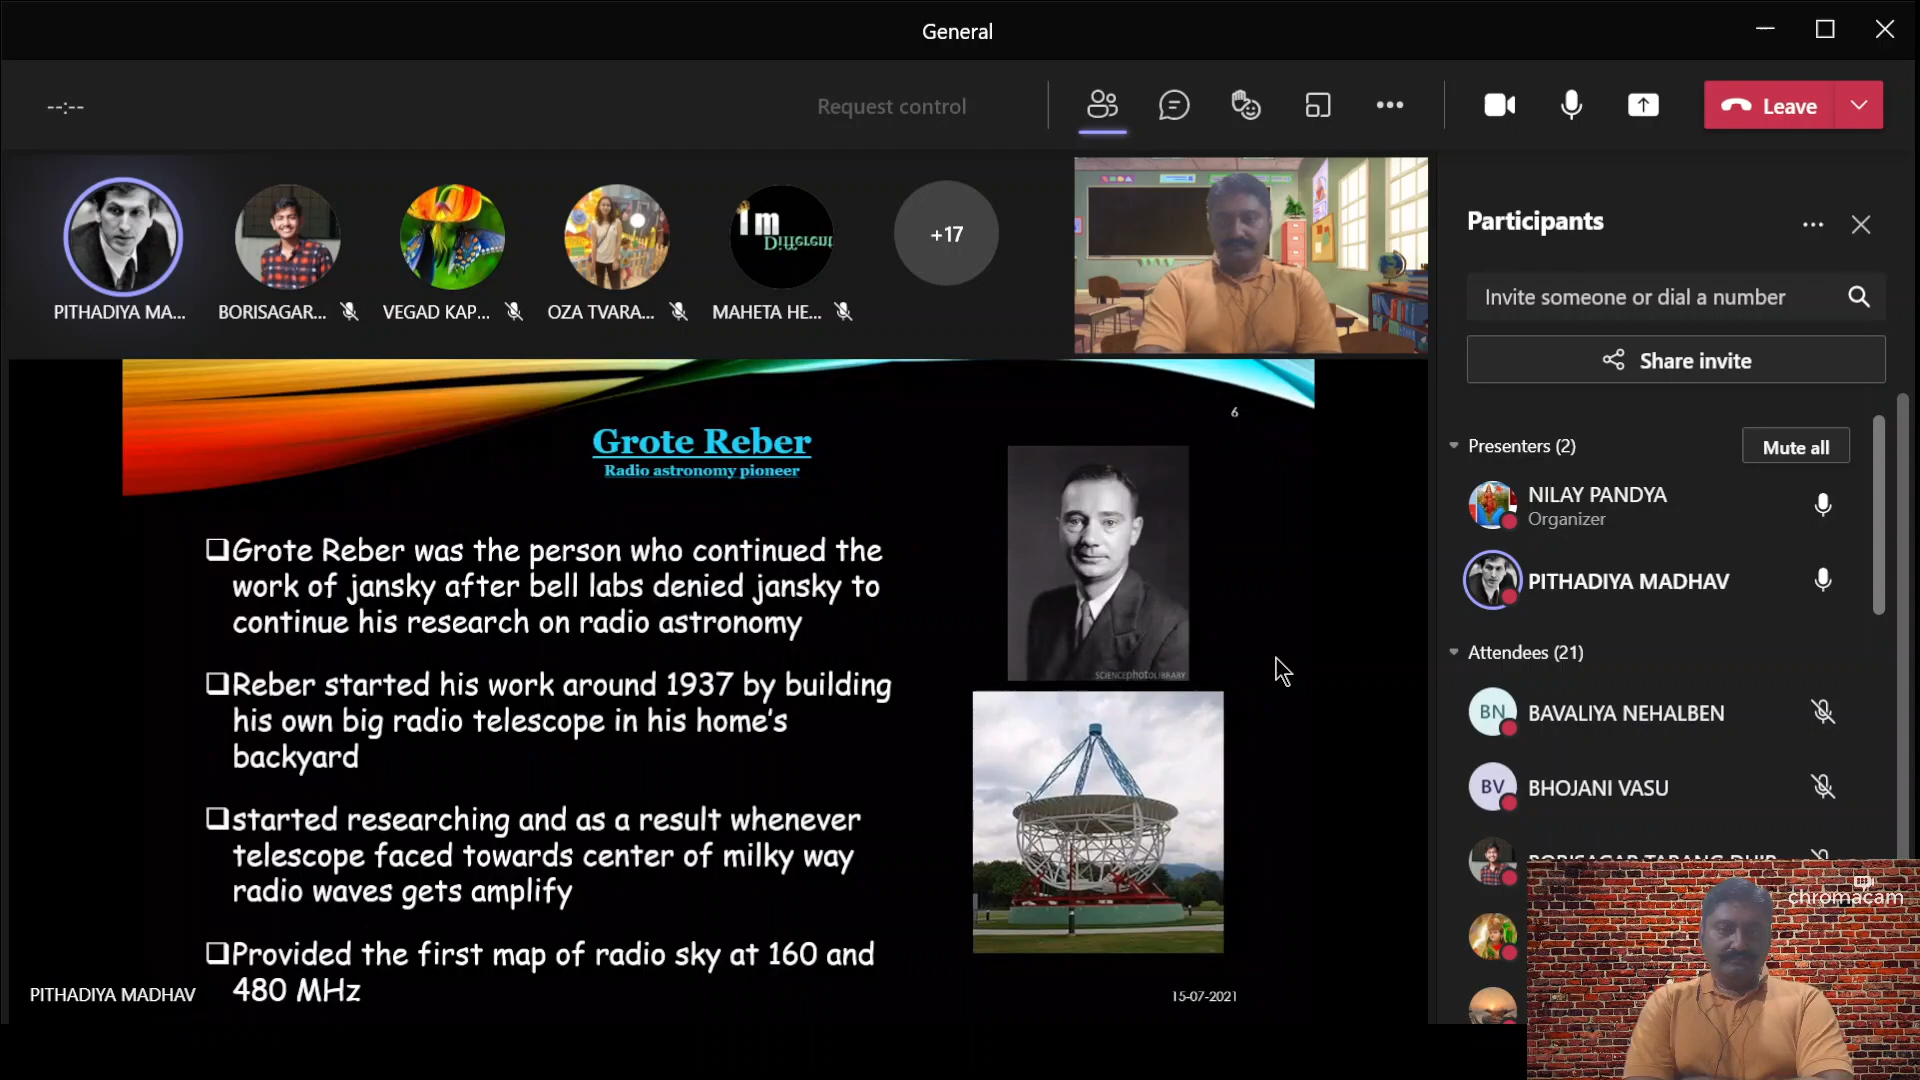 General
--:--
Request control
Leave
PITHADIYA MA...
BORISAGAR...
VEGAD KAP...
OZA TVARA...
I m
Different
MAHETA HE...
+17
Participants
Invite someone or dial a number
Share invite
Presenters (2)
Mute all
NILAY PANDYA
Organizer
PITHADIYA MADHAV
Attendees (21)
BN
BAVALIYA NEHALBEN
BV
BHOJANI VASU
chromacam
6
Grote Reber
Radio astronomy pioneer
❑Grote Reber was the person who continued the
work of jansky after bell labs denied jansky to
continue his research on radio astronomy
❑Reber started his work around 1937 by building
his own big radio telescope in his home's
backyard
❑started researching and as a result whenever
telescope faced towards center of milky way
radio waves gets amplify
❑Provided the first map of radio sky at 160 and
480 MHz
SCIENCEphotoLIBRARY
15-07-2021
PITHADIYA MADHAV